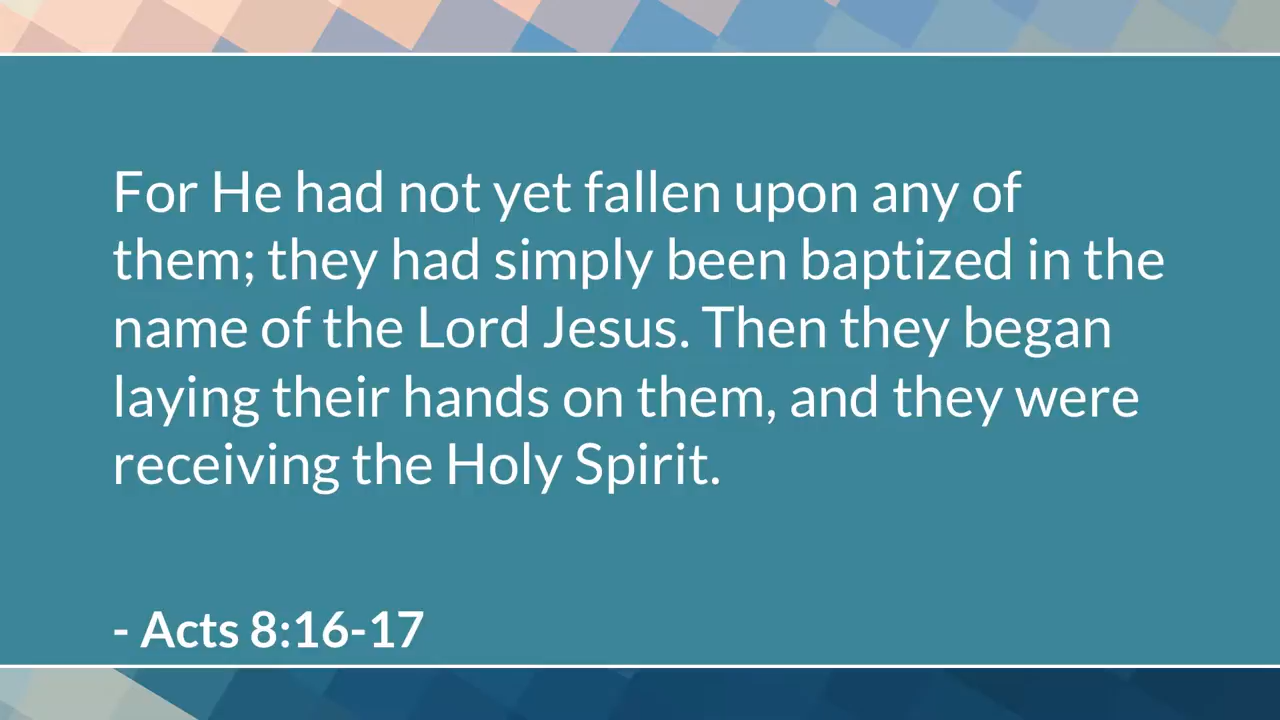 For He had not yet fallen upon any of
them; they had simply been baptized in the
name of the Lord Jesus. Then they began
laying their hands on them, and they were
receiving the Holy Spirit.
- Acts 8:16-17